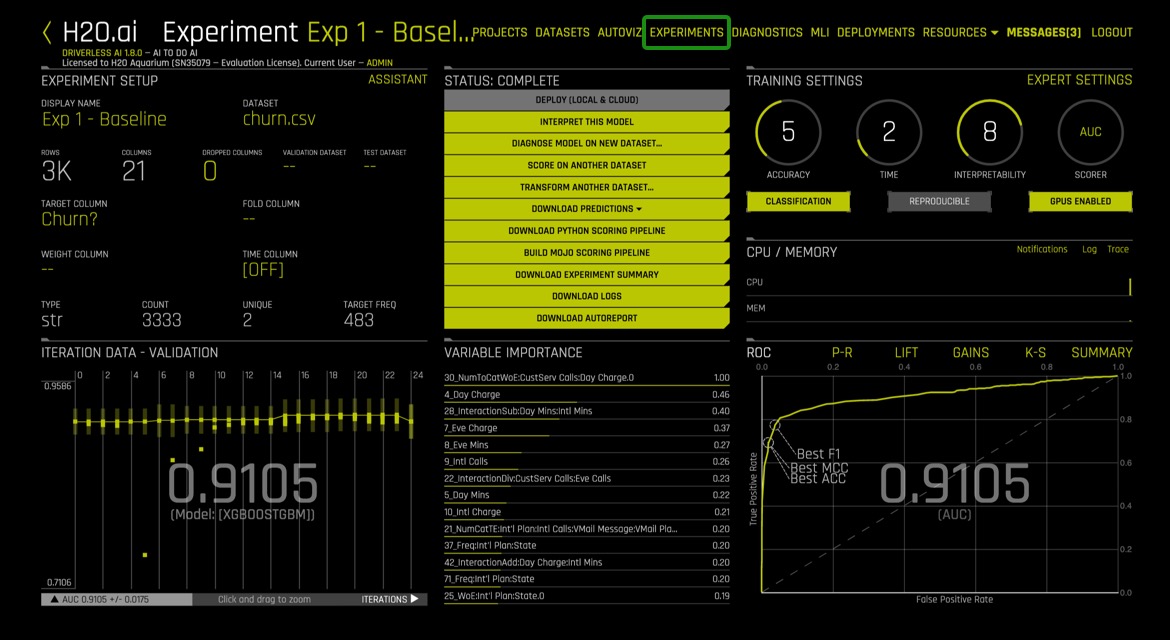 〈 H2O.ai Experiment Exp 1 - Basel...
PROJECTS DATASETS AUTOVIZ EXPERIMENTS DIAGNOSTICS MLI DEPLOYMENTS RESOURCES MESSAGES[3] LOGOUT
DRIVERLESS AI 1.8.0 – AI TO DO AI
Licensed to H2O Aquarium (SN35079 – Evaluation License). Current User – ADMIN
EXPERIMENT SETUP ASSISTANT
DISPLAY NAME DATASET
Exp 1 - Baseline churn.csv
ROWS COLUMNS DROPPED COLUMNS VALIDATION DATASET TEST DATASET
3K 21 0 -- --
TARGET COLUMN FOLD COLUMN
Churn? --
WEIGHT COLUMN TIME COLUMN
-- [OFF]
TYPE COUNT UNIQUE TARGET FREQ
str 3333 2 483
STATUS: COMPLETE
DEPLOY (LOCAL & CLOUD)
INTERPRET THIS MODEL
DIAGNOSE MODEL ON NEW DATASET...
SCORE ON ANOTHER DATASET
TRANSFORM ANOTHER DATASET...
DOWNLOAD PREDICTIONS
DOWNLOAD PYTHON SCORING PIPELINE
BUILD MOJO SCORING PIPELINE
DOWNLOAD EXPERIMENT SUMMARY
DOWNLOAD LOGS
DOWNLOAD AUTOREPORT
TRAINING SETTINGS EXPERT SETTINGS
5 2 8 AUC
ACCURACY TIME INTERPRETABILITY SCORER
CLASSIFICATION REPRODUCIBLE GPUS ENABLED
CPU / MEMORY Notifications Log Trace
CPU
MEM
ITERATION DATA - VALIDATION
0 2 4 6 8 10 12 14 16 18 20 22 24
0.9586
0.9105
(Model: [XGBOOSTGBM])
0.7106
▲ AUC 0.9105 +/- 0.0175 Click and drag to zoom ITERATIONS ▶
VARIABLE IMPORTANCE
30_NumToCatWoE:CustServ Calls:Day Charge.0 1.00
4_Day Charge 0.46
28_InteractionSub:Day Mins:Intl Mins 0.40
7_Eve Charge 0.37
8_Eve Mins 0.27
9_Intl Calls 0.26
22_InteractionDiv:CustServ Calls:Eve Calls 0.23
5_Day Mins 0.22
10_Intl Charge 0.21
21_NumCatTE:Int'l Plan:Intl Calls:VMail Message:VMail Pla... 0.20
37_Freq:Int'l Plan:State 0.20
42_InteractionAdd:Day Charge:Intl Mins 0.20
71_Freq:Int'l Plan:State 0.20
25_WoE:Int'l Plan:State.0 0.19
ROC P-R LIFT GAINS K-S SUMMARY
0.0 0.2 0.4 0.6 0.8 1.0
1.0
0.8
0.6
0.4
0.2
0.0
Best F1
Best MCC
Best ACC
0.9105
(AUC)
True Positive Rate
False Positive Rate